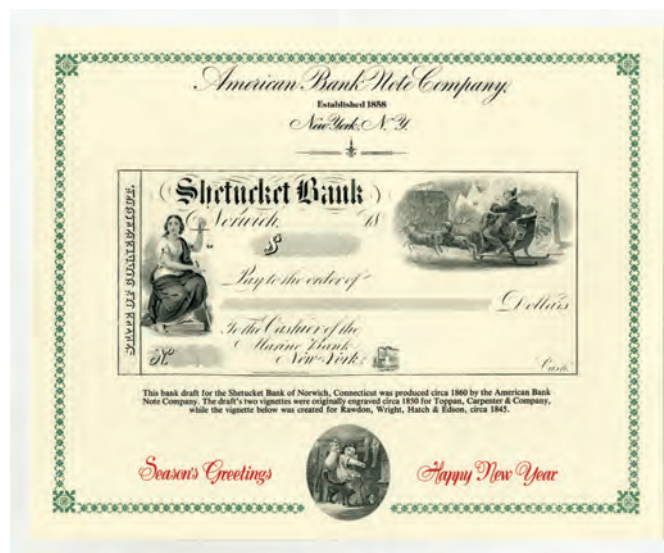 American Bank Note Company,
Established 1858
New York, N. Y.
Shetucket Bank
Norwich, 18
$
Pay to the order of
Dollars
To the Cashier of the
Marine Bank
New York.
No
Cash.
This bank draft for the Shetucket Bank of Norwich, Connecticut was produced circa 1860 by the American Bank
Note Company. The draft's two vignettes were originally engraved circa 1850 for Toppan, Carpenter & Company,
while the vignette below was created for Rawdon, Wright, Hatch & Edson, circa 1845.
Season's Greetings
Happy New Year